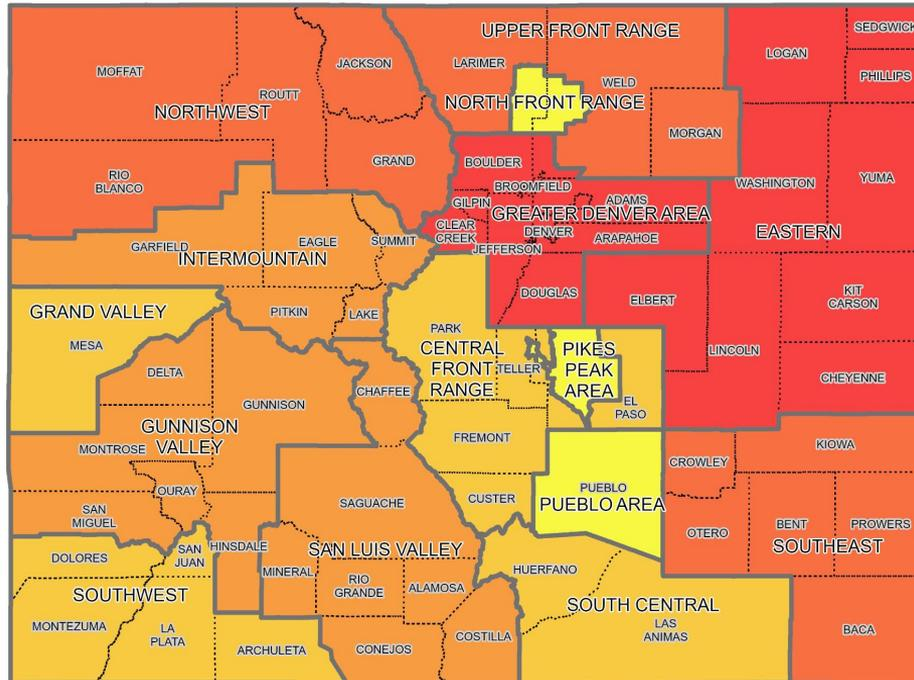 UPPER FRONT RANGE
SEDGWICK
LOGAN
JACKSON
LARIMER
MOFFAT
PHILLIPS
WELD
ROUTT
NORTHWEST
NORTH FRONT RANGE
MORGAN
GRAND
BOULDER
RIO
BLANCO
BROOMFIELD
WASHINGTON
YUMA
GILPIN
ADAMS
GREATER DENVER AREA
CLEAR
CREEK
DENVER
EASTERN
ARAPAHOE
GARFIELD
EAGLE
SUMMIT
JEFFERSON
INTERMOUNTAIN
DOUGLAS
ELBERT
KIT
CARSON
GRAND VALLEY
PITKIN
LAKE
PARK
MESA
CENTRAL
FRONT
RANGE
PIKES
PEAK
AREA
LINCOLN
TELLER
DELTA
CHEYENNE
CHAFFEE
GUNNISON
EL
PASO
GUNNISON
VALLEY
FREMONT
KIOWA
MONTROSE
CROWLEY
OURAY
PUEBLO
CUSTER
SAGUACHE
PUEBLO AREA
SAN
MIGUEL
OTERO
BENT
PROWERS
SOUTHEAST
DOLORES
SAN
JUAN
HINSDALE
SAN LUIS VALLEY
MINERAL
HUERFANO
RIO
GRANDE
ALAMOSA
SOUTHWEST
SOUTH CENTRAL
MONTEZUMA
LA
PLATA
LAS
ANIMAS
BACA
ARCHULETA
CONEJOS
COSTILLA